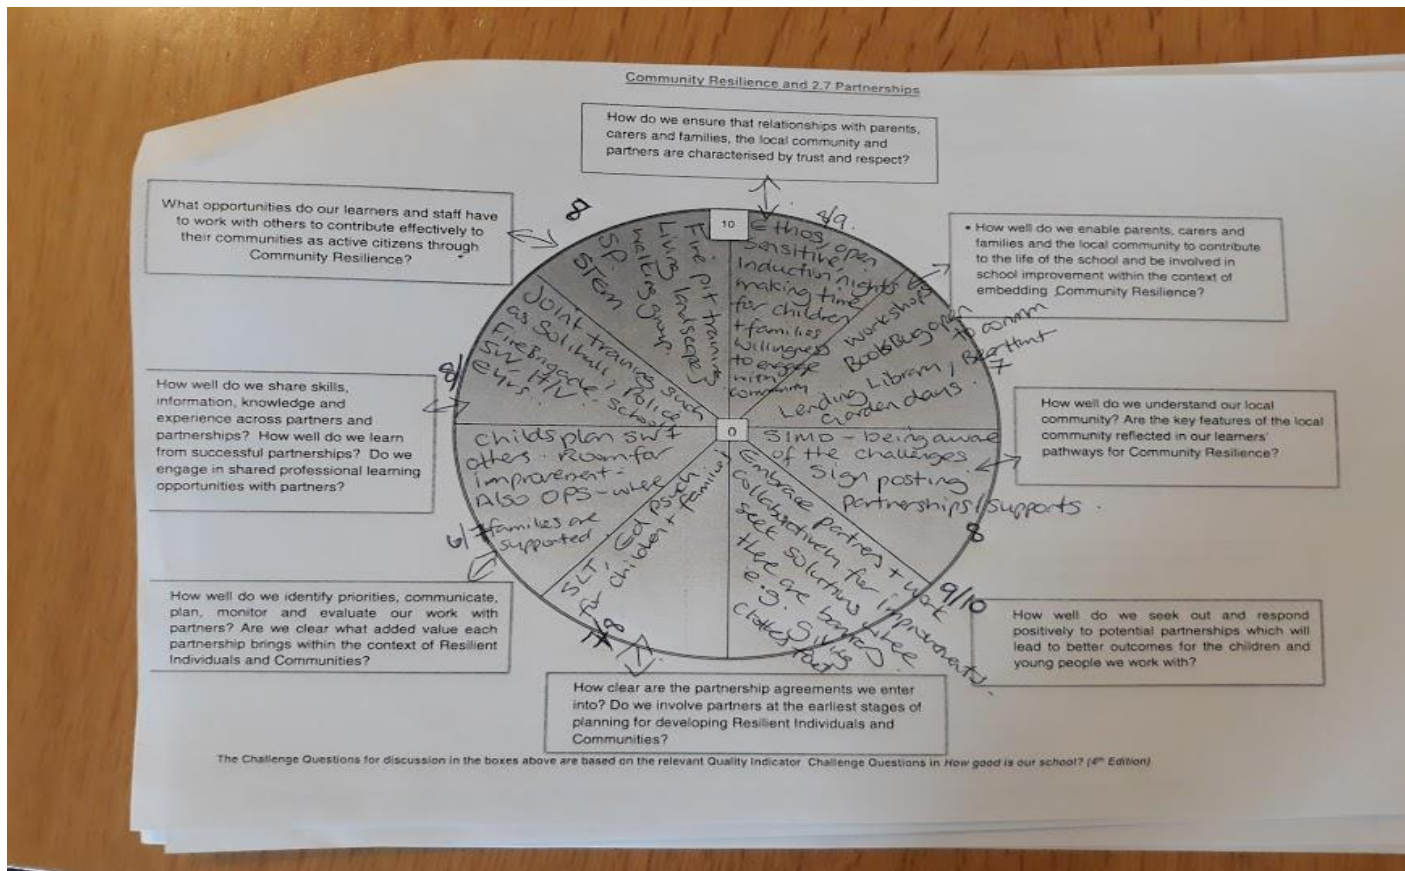 Community Resilience and 2.7 Partnerships
How do we ensure that relationships with parents,
carers and families, the local community and
partners are characterised by trust and respect?
What opportunities do our learners and staff have
to work with others to contribute effectively to
their communities as active citizens through
Community Resilience?
• How well do we enable parents, carers and
families and the local community to contribute
to the life of the school and be involved in
school improvement within the context of
embedding Community Resilience?
How well do we share skills,
information, knowledge and
experience across partners and
partnerships? How well do we learn
from successful partnerships? Do we
engage in shared professional learning
opportunities with partners?
How well do we understand our local
community? Are the key features of the local
community reflected in our learners'
pathways for Community Resilience?
How well do we identify priorities, communicate,
plan, monitor and evaluate our work with
partners? Are we clear what added value each
partnership brings within the context of Resilient
Individuals and Communities?
How well do we seek out and respond
positively to potential partnerships which will
lead to better outcomes for the children and
young people we work with?
How clear are the partnership agreements we enter
into? Do we involve partners at the earliest stages of
planning for developing Resilient Individuals and
Communities?
10
0
8
8/9
7
8
9/10
6/7
Ethos, open
Sensitive,
Induction nights
making time
for children
+ families
Willingness
to engage
with
community
workshop
BookBug open
to comm
Lending Library,
Garden days.
SIMD - being aware
of the challenges
Sign posting
Partnerships/supports.
Embrace partners + work
collaboratively for improvements.
seek solutions where
there are barriers.
e.g.
SLT, Ed psych
for children + families
Childs plan SW +
others. Room for
improvement -
Also OPS - where
families are
supported
Joint training such
as Solihull, Police
Fire Brigade, school
SW, H/V.
eyrs.
Fire pit training
Living landscape
walking group.
SP.
STEM
The Challenge Questions for discussion in the boxes above are based on the relevant Quality Indicator Challenge Questions in How good is our school? (4th Edition)